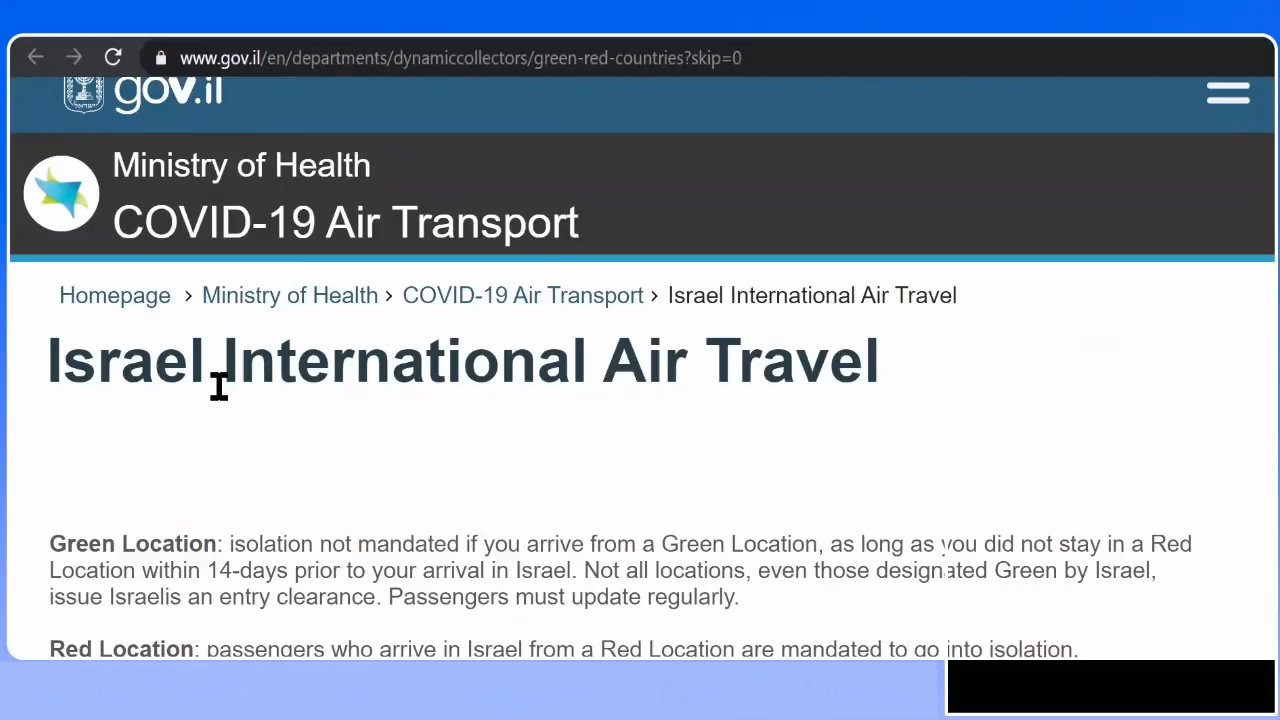 www.gov.il/en/departments/dynamiccollectors/green-red-countries?skip=0
gov.il
Ministry of Health
COVID-19 Air Transport
Homepage › Ministry of Health › COVID-19 Air Transport › Israel International Air Travel
Israel International Air Travel
Green Location: isolation not mandated if you arrive from a Green Location, as long as you did not stay in a Red
Location within 14-days prior to your arrival in Israel. Not all locations, even those designated Green by Israel,
issue Israelis an entry clearance. Passengers must update regularly.
Red Location: passengers who arrive in Israel from a Red Location are mandated to go into isolation.